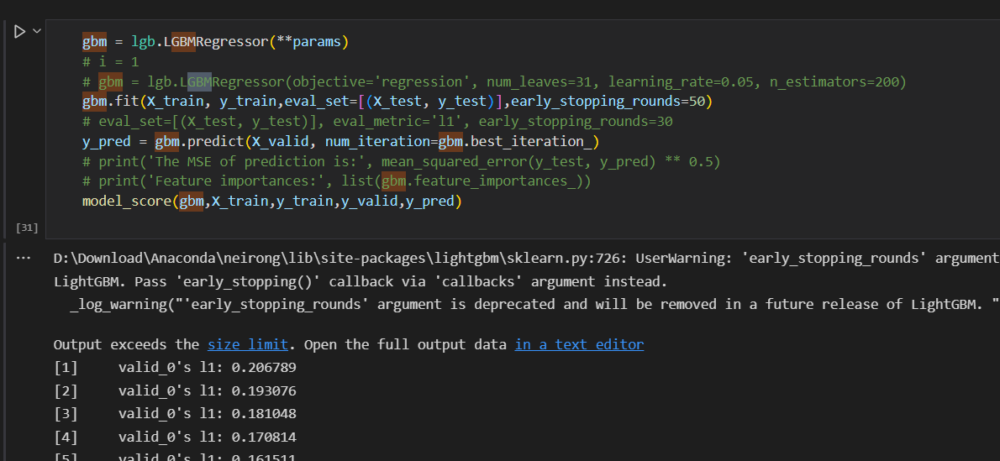 gbm = lgb.LGBMRegressor(**params)
# i = 1
# gbm = lgb.LGBMRegressor(objective='regression', num_leaves=31, learning_rate=0.05, n_estimators=200)
gbm.fit(X_train, y_train,eval_set=[(X_test, y_test)],early_stopping_rounds=50)
# eval_set=[(X_test, y_test)], eval_metric='l1', early_stopping_rounds=30
y_pred = gbm.predict(X_valid, num_iteration=gbm.best_iteration_)
# print('The MSE of prediction is:', mean_squared_error(y_test, y_pred) ** 0.5)
# print('Feature importances:', list(gbm.feature_importances_))
model_score(gbm,X_train,y_train,y_valid,y_pred)
[31]
... D:\Download\Anaconda\neirong\lib\site-packages\lightgbm\sklearn.py:726: UserWarning: 'early_stopping_rounds' argument
LightGBM. Pass 'early_stopping()' callback via 'callbacks' argument instead.
_log_warning("'early_stopping_rounds' argument is deprecated and will be removed in a future release of LightGBM. "
Output exceeds the size limit. Open the full output data in a text editor
[1] valid_0's l1: 0.206789
[2] valid_0's l1: 0.193076
[3] valid_0's l1: 0.181048
[4] valid_0's l1: 0.170814
[5] valid_0's l1: 0.161511